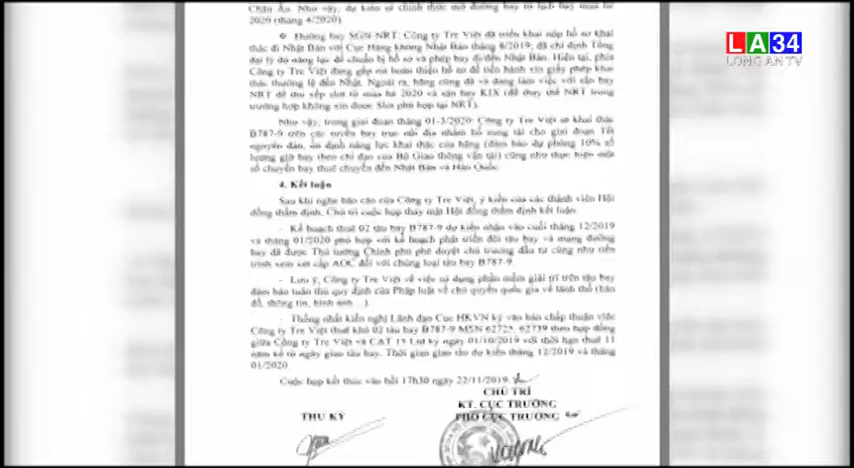 Châu Âu. Như vậy, dự kiến sẽ chính thức mở đường bay từ lịch bay mùa hè
2020 (tháng 4/2020)
LA34
LONG AN TV
❖ Đường bay SGN-NRT: Công ty Tre Việt đã triển khai nộp hồ sơ khai
thác đi Nhật Bản với Cục Hàng không Nhật Bản tháng 8/2019, đã chỉ định Tổng
đại lý đủ năng lực để chuẩn bị hồ sơ và phép bay đi/đến Nhật Bản. Hiện tại, phía
Công ty Tre Việt đang gấp rút hoàn thiện hồ sơ để tiến hành xin giấy phép khai
thác thường lệ đến Nhật. Ngoài ra, hãng cũng đã và đang làm việc với sân bay
NRT để thu xếp slot từ mùa hè 2020 và sân bay KIX (để thay thế NRT trong
trường hợp không xin được Slot phù hợp tại NRT).
Như vậy, trong giai đoạn tháng 01-3/2020: Công ty Tre Việt sẽ khai thác
B787-9 trên các tuyến bay trục nội địa nhằm bổ sung tải cho giai đoạn Tết
nguyên đán, ổn định năng lực khai thác của hãng (đảm bảo dự phòng 10% số
lượng giờ bay theo chỉ đạo của Bộ Giao thông vận tải) cũng như thực hiện một
số chuyến bay thuê chuyến đến Nhật Bản và Hàn Quốc.
4. Kết luận
Sau khi nghe báo cáo của Công ty Tre Việt, ý kiến của các thành viên Hội
đồng thẩm định, Chủ trì cuộc họp thay mặt Hội đồng thẩm định kết luận:
- Kế hoạch thuê 02 tàu bay B787-9 dự kiến nhận vào cuối tháng 12/2019
và tháng 01/2020 phù hợp với kế hoạch phát triển đội tàu bay và mạng đường
bay đã được Thủ tướng Chính phủ phê duyệt chủ trương đầu tư cũng như tiến
trình xem xét cấp AOC đối với chủng loại tàu bay B787-9.
- Lưu ý, Công ty Tre Việt về việc sử dụng phần mềm giải trí trên tàu bay
đảm bảo tuân thủ quy định của Pháp luật về chủ quyền quốc gia về lãnh thổ (bản
đồ, thông tin, hình ảnh ...).
- Thống nhất kiến nghị Lãnh đạo Cục HKVN ký văn bản chấp thuận việc
Công ty Tre Việt thuê khô 02 tàu bay B787-9 MSN 62725, 62739 theo hợp đồng
giữa Công ty Tre Việt và CAT 15 Ltd ký ngày 01/10/2019 với thời hạn thuê 11
năm kể từ ngày giao tàu bay. Thời gian giao tàu dự kiến tháng 12/2019 và tháng
01/2020.
Cuộc họp kết thúc vào hồi 17h30 ngày 22/11/2019.
CHỦ TRÌ
KT. CỤC TRƯỞNG
THƯ KÝ
PHÓ CỤC TRƯỞNG